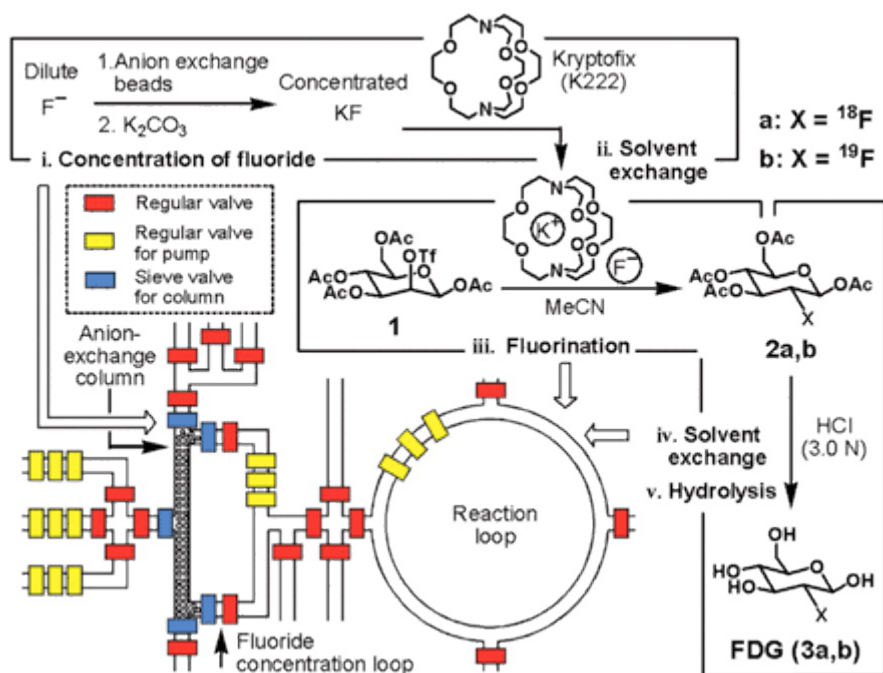 Dilute
F⁻
1.Anion exchange
beads
2. K₂CO₃
Concentrated
KF
N
O
O
O
O
O
O
N
Kryptofix
(K222)
a: X = ¹⁸F
b: X = ¹⁹F
i. Concentration of fluoride
ii. Solvent
exchange
Regular valve
Regular valve
for pump
Sieve valve
for column
OAc
OTf
AcO
AcO
O
OAc
1
N
O
O
K⁺
O
O
O
O
N
F⁻
MeCN
OAc
AcO
AcO
O
OAc
X
2a,b
iii. Fluorination
Anion-
exchange
column
HCl
(3.0 N)
iv. Solvent
exchange
v. Hydrolysis
Reaction
loop
OH
HO
HO
O
OH
X
FDG (3a,b)
Fluoride
concentration loop